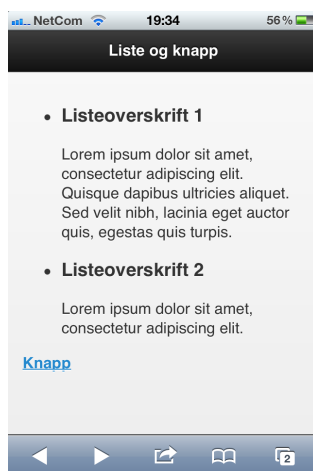 NetCom 19:34 56 %
Liste og knapp
• Listeoverskrift 1
Lorem ipsum dolor sit amet,
consectetur adipiscing elit.
Quisque dapibus ultricies aliquet.
Sed velit nibh, lacinia eget auctor
quis, egestas quis turpis.
• Listeoverskrift 2
Lorem ipsum dolor sit amet,
consectetur adipiscing elit.
Knapp
2